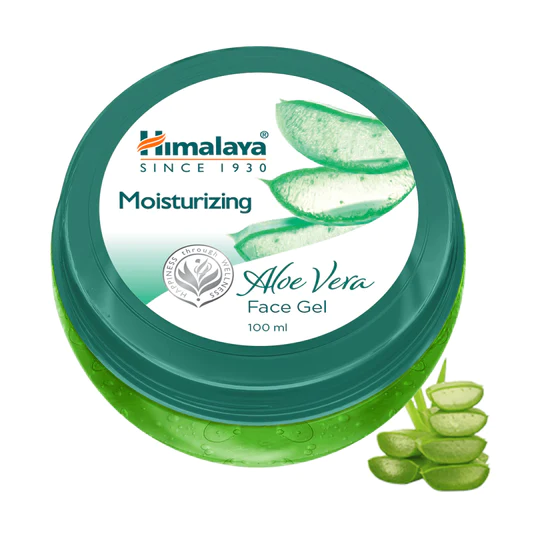 Himalaya®
SINCE 1930
Moisturizing
HAPPINESS through WELLNESS
Aloe Vera
Face Gel
100 ml